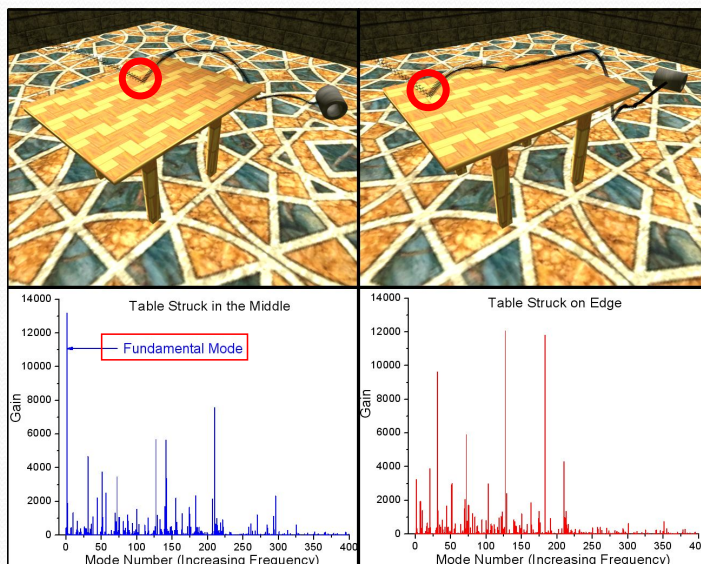 Table Struck in the Middle
Fundamental Mode
Gain
14000
12000
10000
8000
6000
4000
2000
0
0 50 100 150 200 250 300 350 400
Mode Number (Increasing Frequency)
Table Struck on Edge
Gain
14000
12000
10000
8000
6000
4000
2000
0
0 50 100 150 200 250 300 350 400
Mode Number (Increasing Frequency)